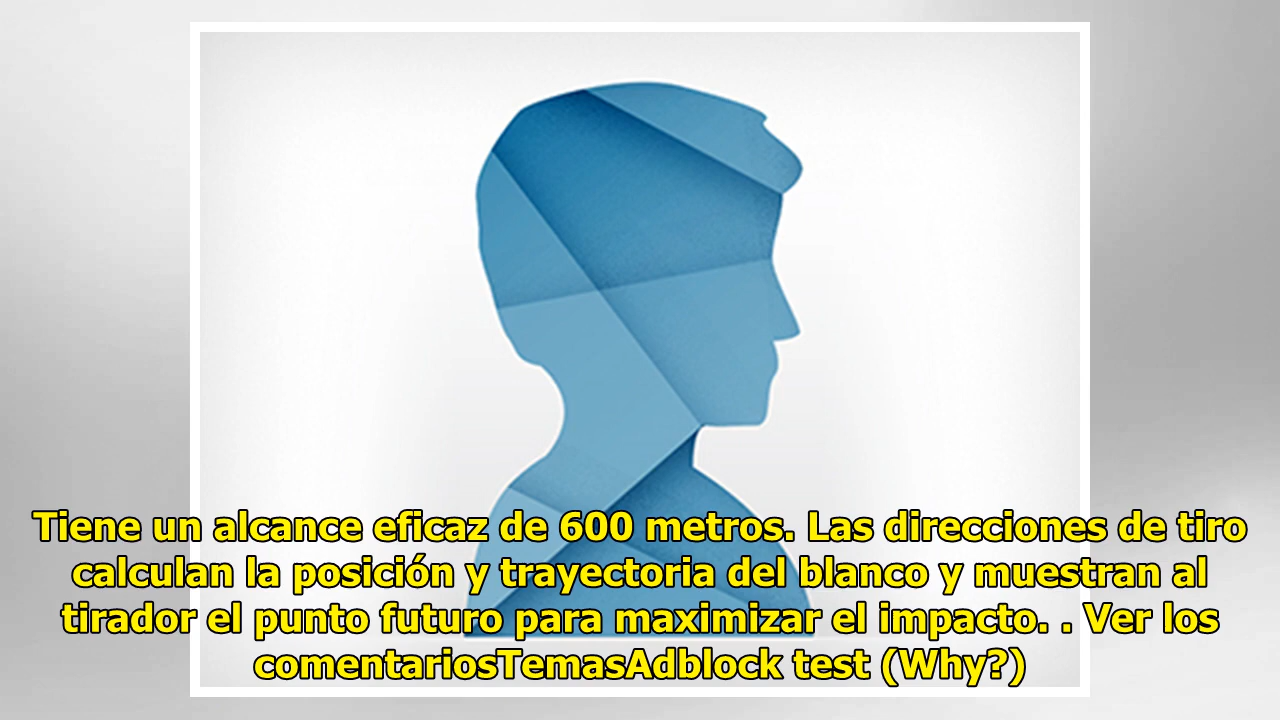 Tiene un alcance eficaz de 600 metros. Las direcciones de tiro
calculan la posición y trayectoria del blanco y muestran al
tirador el punto futuro para maximizar el impacto. . Ver los
comentariosTemasAdblock test (Why?)